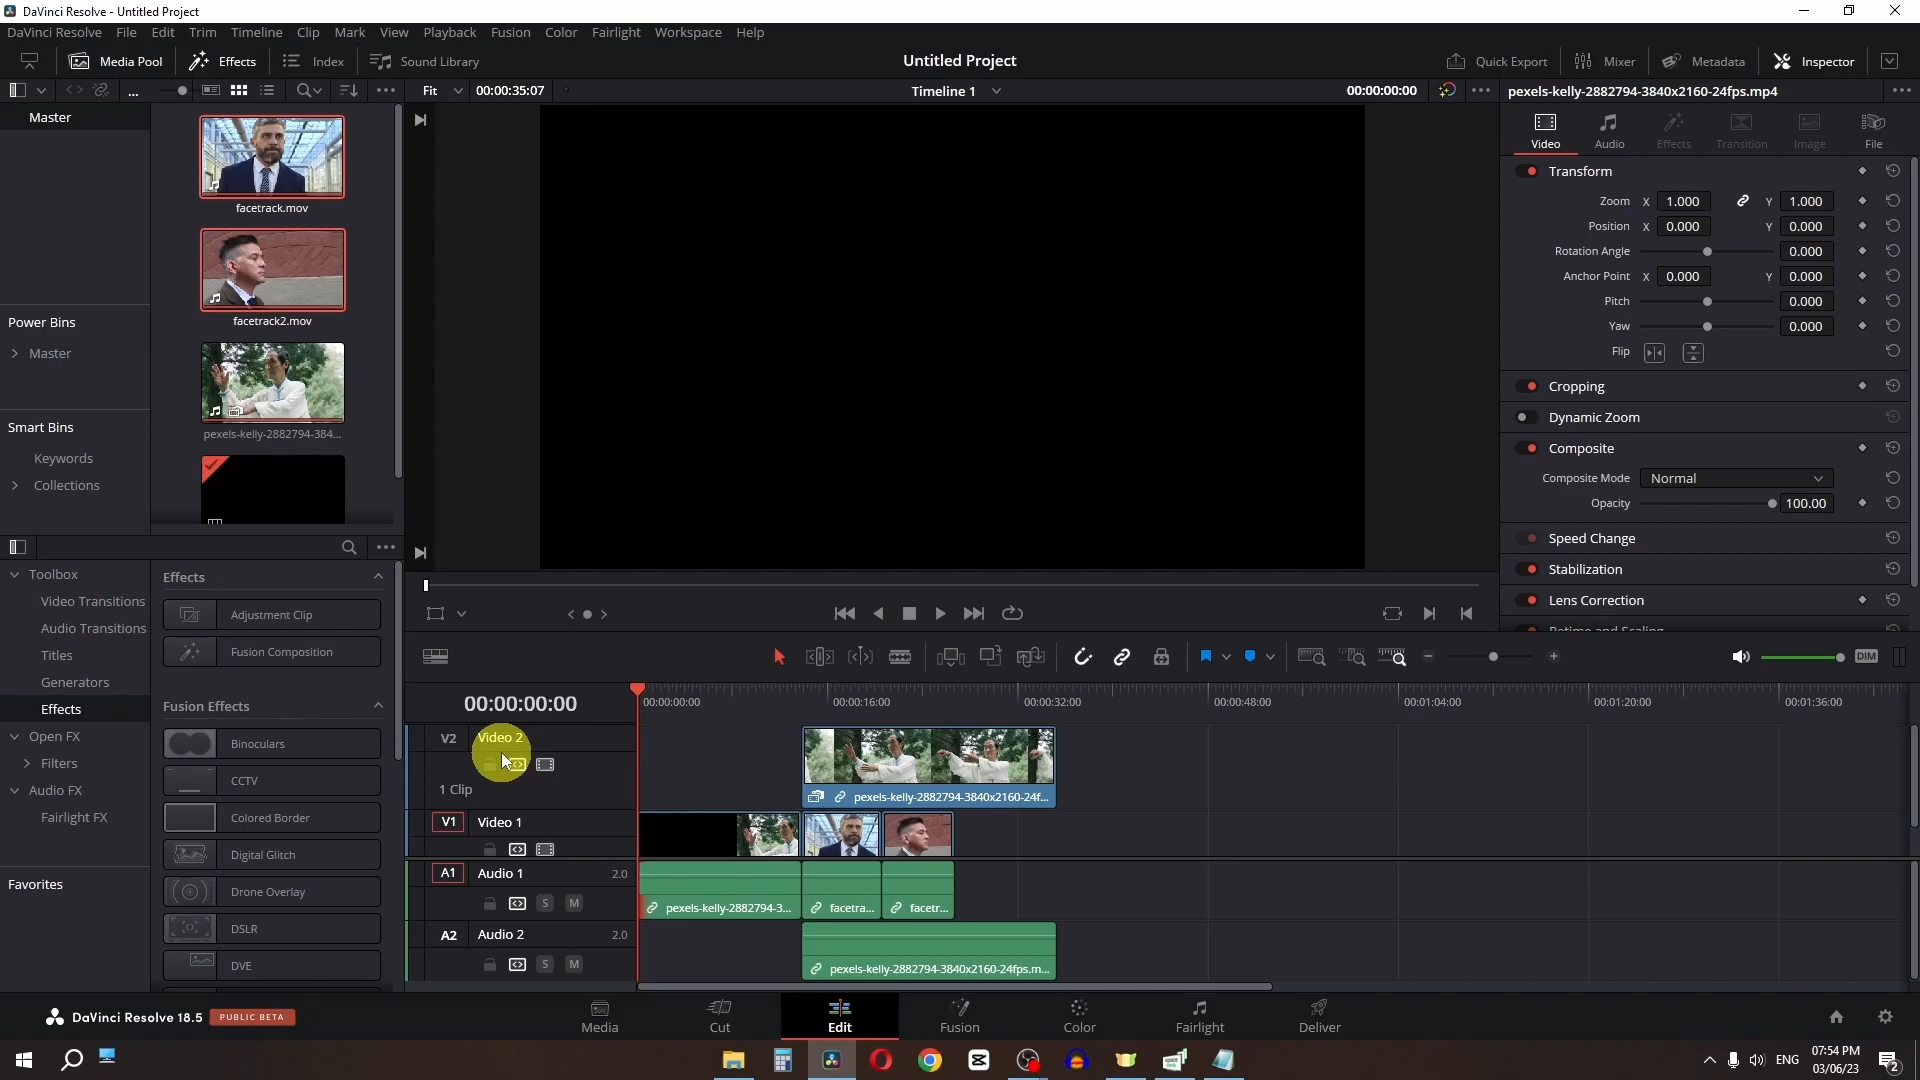 DaVinci Resolve - Untitled Project
DaVinci Resolve File Edit Trim Timeline Clip Mark View Playback Fusion Color Fairlight Workspace Help
Media Pool Effects Index Sound Library Untitled Project Quick Export Mixer Metadata Inspector
... Fit 00:00:35:07 Timeline 1 00:00:00:00 ... pexels-kelly-2882794-3840x2160-24fps.mp4 ...
Master
Video Audio Effects Transition Image File
Transform
Zoom X 1.000 Y 1.000
facetrack.mov
Position X 0.000 Y 0.000
Rotation Angle 0.000
Anchor Point X 0.000 Y 0.000
Pitch 0.000
facetrack2.mov
Power Bins
Yaw 0.000
Master
Flip
Cropping
Dynamic Zoom
Smart Bins
pexels-kelly-2882794-384...
Composite
Keywords
Composite Mode Normal
Collections
Opacity 100.00
Speed Change
Toolbox
Effects
Stabilization
Video Transitions
Adjustment Clip
Lens Correction
Audio Transitions
Retime and Scaling
Titles
Fusion Composition
DIM
Generators
Effects
Fusion Effects
00:00:00:00
00:00:00:00 00:00:16:00 00:00:32:00 00:00:48:00 00:01:04:00 00:01:20:00 00:01:36:00
Open FX
Binoculars
V2 Video 2
Filters
CCTV
1 Clip
pexels-kelly-2882794-3840x2160-24f...
Audio FX
Fairlight FX
Colored Border
V1 Video 1
Digital Glitch
A1 Audio 1 2.0
Favorites
Drone Overlay
S M
pexels-kelly-2882794-3... facetra... facetr...
DSLR
A2 Audio 2 2.0
DVE
S M
pexels-kelly-2882794-3840x2160-24fps.m...
DaVinci Resolve 18.5 PUBLIC BETA
Media Cut Edit Fusion Color Fairlight Deliver
ENG 07:54 PM
03/06/23
2